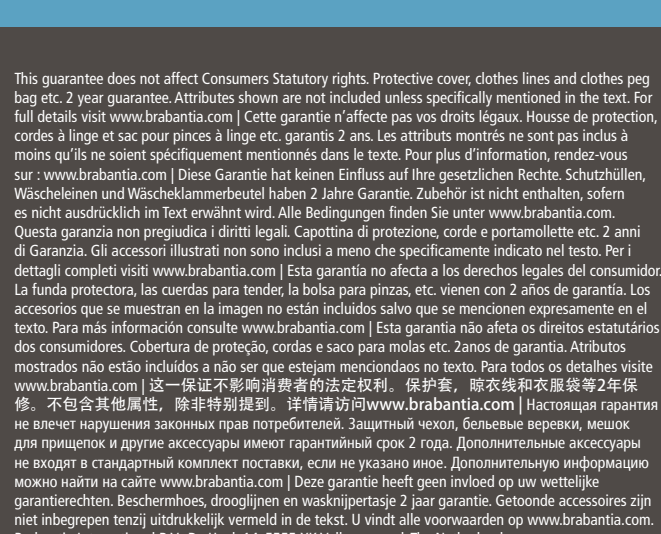 This guarantee does not affect Consumers Statutory rights. Protective cover, clothes lines and clothes peg
bag etc. 2 year guarantee. Attributes shown are not included unless specifically mentioned in the text. For
full details visit www.brabantia.com | Cette garantie n'affecte pas vos droits légaux. Housse de protection,
cordes à linge et sac pour pinces à linge etc. garantis 2 ans. Les attributs montrés ne sont pas inclus à
moins qu'ils ne soient spécifiquement mentionnés dans le texte. Pour plus d'information, rendez-vous
sur : www.brabantia.com | Diese Garantie hat keinen Einfluss auf Ihre gesetzlichen Rechte. Schutzhüllen,
Wäscheleinen und Wäscheklammerbeutel haben 2 Jahre Garantie. Zubehör ist nicht enthalten, sofern
es nicht ausdrücklich im Text erwähnt wird. Alle Bedingungen finden Sie unter www.brabantia.com.
Questa garanzia non pregiudica i diritti legali. Capottina di protezione, corde e portamollette etc. 2 anni
di Garanzia. Gli accessori illustrati non sono inclusi a meno che specificamente indicato nel testo. Per i
dettagli completi visiti www.brabantia.com | Esta garantía no afecta a los derechos legales del consumidor.
La funda protectora, las cuerdas para tender, la bolsa para pinzas, etc. vienen con 2 años de garantía. Los
accesorios que se muestran en la imagen no están incluidos salvo que se mencionen expresamente en el
texto. Para más información consulte www.brabantia.com | Esta garantia não afeta os direitos estatutários
dos consumidores. Cobertura de proteção, cordas e saco para molas etc. 2anos de garantia. Atributos
mostrados não estão incluídos a não ser que estejam menciondaos no texto. Para todos os detalhes visite
www.brabantia.com | 这一保证不影响消费者的法定权利。保护套，晾衣线和衣服袋等2年保
修。不包含其他属性，除非特别提到。详情请访问www.brabantia.com | Настоящая гарантия
не влечет нарушения законных прав потребителей. Защитный чехол, бельевые веревки, мешок
для прищепок и другие аксессуары имеют гарантийный срок 2 года. Дополнительные аксессуары
не входят в стандартный комплект поставки, если не указано иное. Дополнительную информацию
можно найти на сайте www.brabantia.com | Deze garantie heeft geen invloed op uw wettelijke
garantierechten. Beschermhoes, drooglijnen en wasknijpertasje 2 jaar garantie. Getoonde accessoires zijn
niet inbegrepen tenzij uitdrukkelijk vermeld in de tekst. U vindt alle voorwaarden op www.brabantia.com.